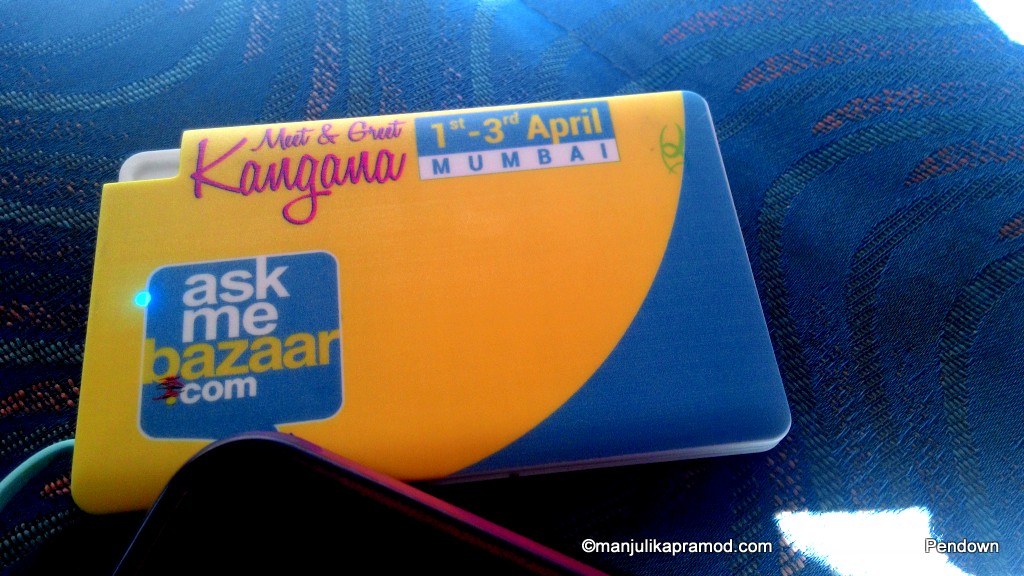 Meet & Greet
Kangana
1st-3rd April
MUMBAI
ask
me
bazaar
.com
©manjulikapramod.com
Pendown